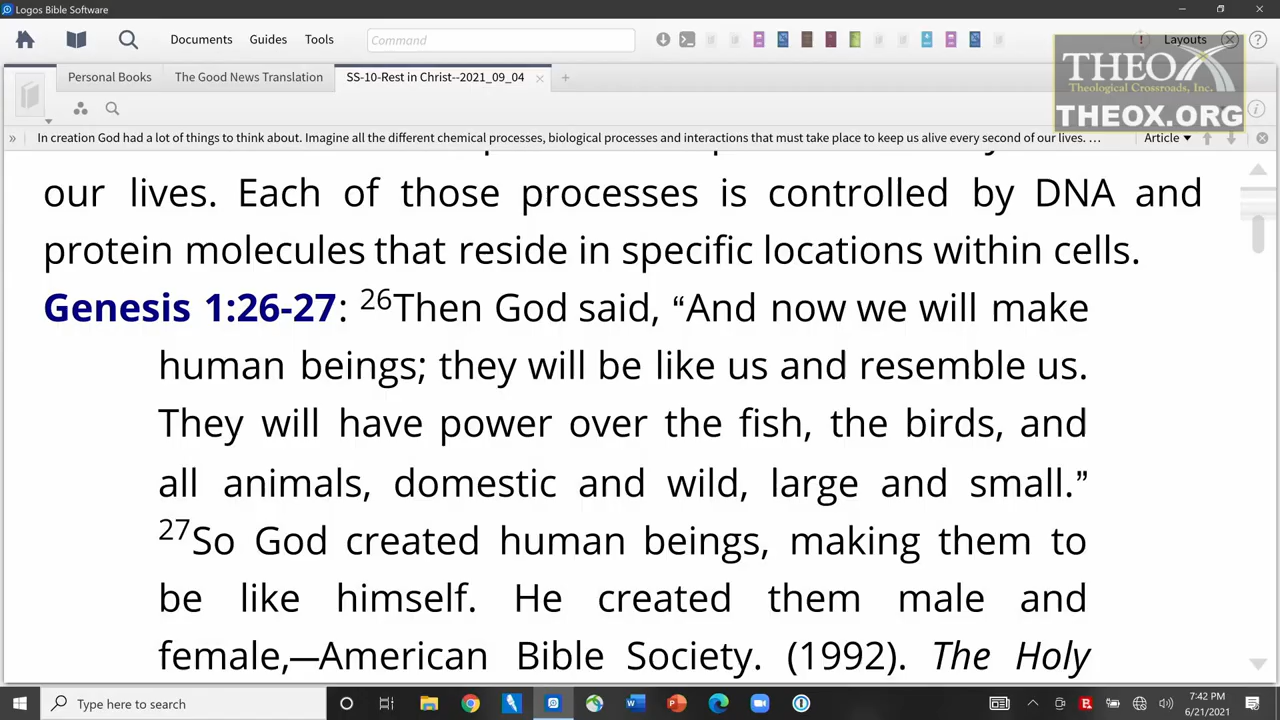 Logos Bible Software
Documents Guides Tools Command Layouts
THEOX
Theological Crossroads, Inc.
THEOX.ORG
Personal Books The Good News Translation SS-10-Rest in Christ--2021_09_04
In creation God had a lot of things to think about. Imagine all the different chemical processes, biological processes and interactions that must take place to keep us alive every second of our lives. … Article
our lives. Each of those processes is controlled by DNA and
protein molecules that reside in specific locations within cells.
Genesis 1:26-27: 26Then God said, “And now we will make
human beings; they will be like us and resemble us.
They will have power over the fish, the birds, and
all animals, domestic and wild, large and small.”
27So God created human beings, making them to
be like himself. He created them male and
female,—American Bible Society. (1992). The Holy
Type here to search
7:42 PM
6/21/2021